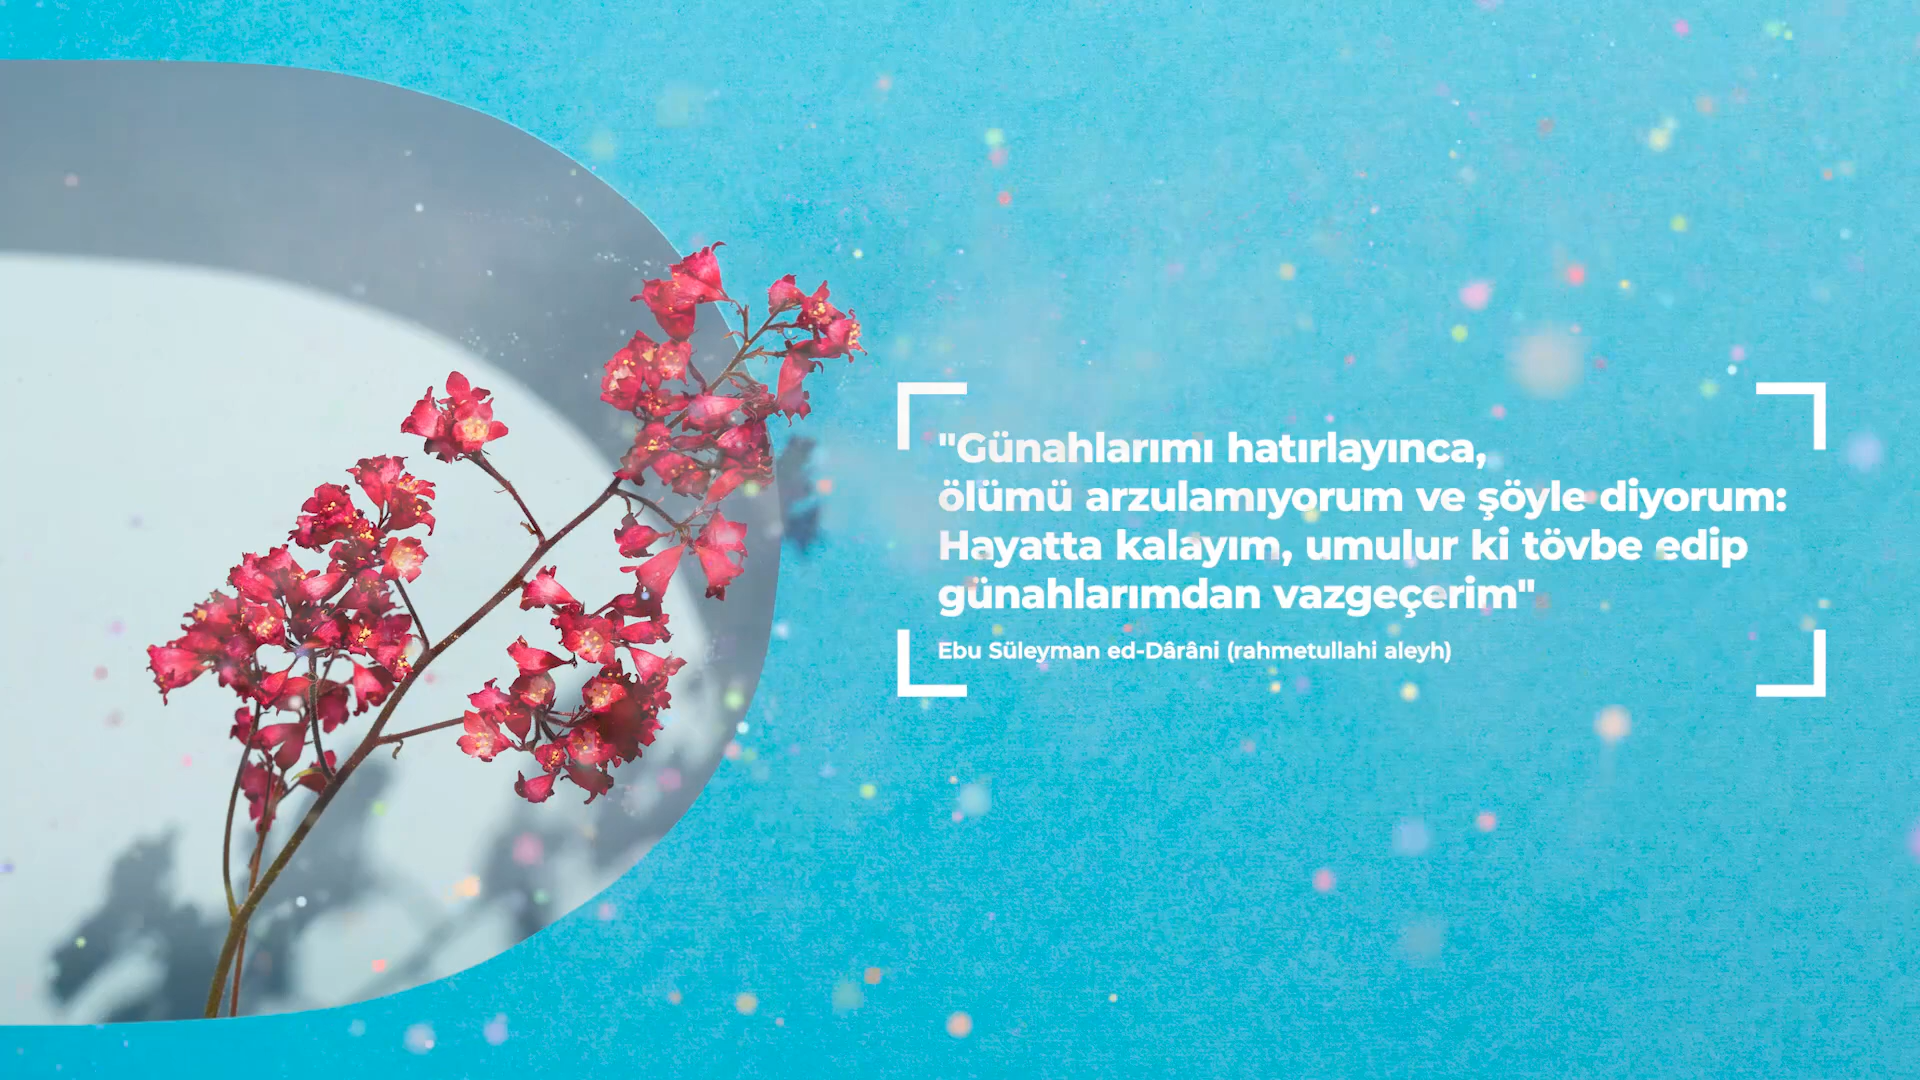 "Günahlarımı hatırlayınca,
ölümü arzulamıyorum ve şöyle diyorum:
Hayatta kalayım, umulur ki tövbe edip
günahlarımdan vazgeçerim"
Ebu Süleyman ed-Dârâni (rahmetullahi aleyh)